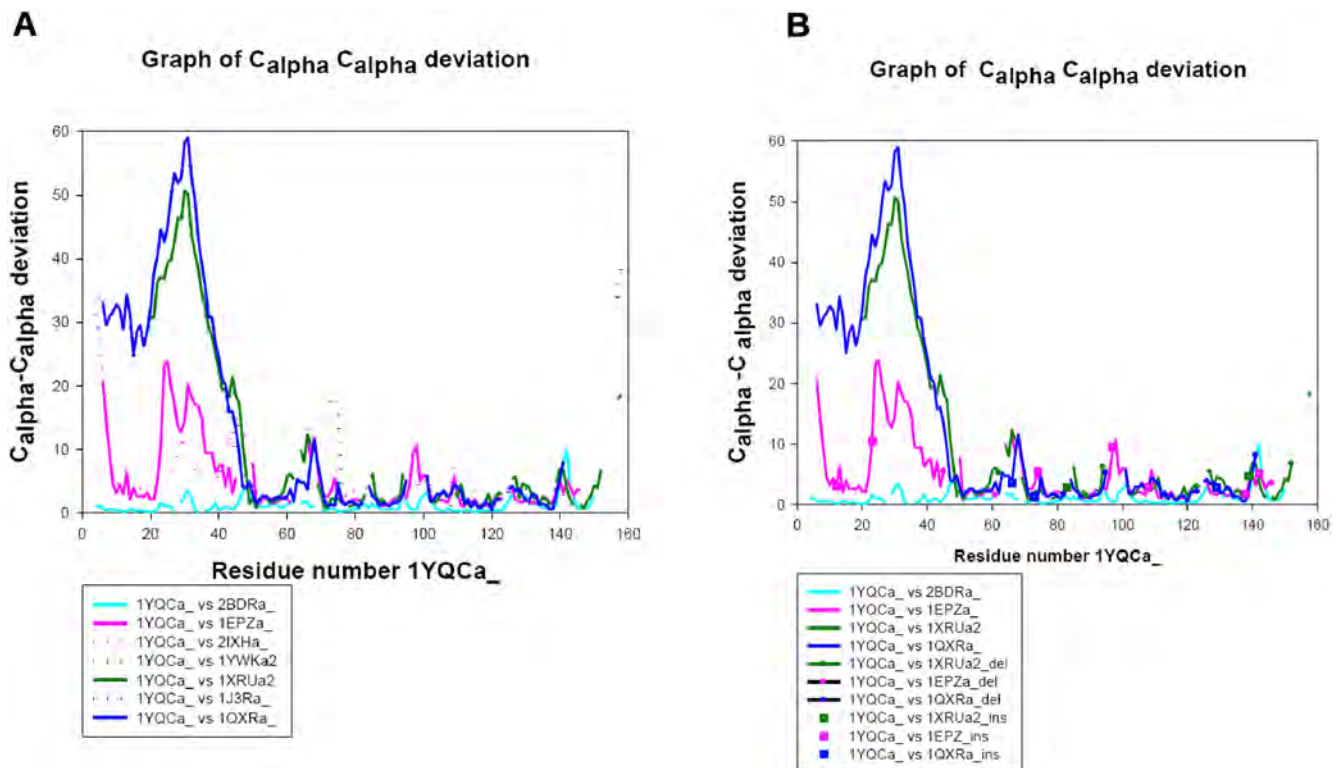 A
Graph of Calpha Calpha deviation
Calpha-Calpha deviation
60
50
40
30
20
10
0
0 20 40 60 80 100 120 140 160
Residue number 1YQCa_
1YQCa_ vs 2BDRa_
1YQCa_ vs 1EPZa_
1YQCa_ vs 2IXHa_
1YQCa_ vs 1YWKa2
1YQCa_ vs 1XRUa2
1YQCa_ vs 1J3Ra_
1YQCa_ vs 1QXRa_
B
Graph of Calpha Calpha deviation
Calpha -C alpha deviation
60
50
40
30
20
10
0
0 20 40 60 80 100 120 140 160
Residue number 1YQCa_
1YQCa_ vs 2BDRa_
1YQCa_ vs 1EPZa_
1YQCa_ vs 1XRUa2
1YQCa_ vs 1QXRa_
1YQCa_ vs 1XRUa2_del
1YQCa_ vs 1EPZa_del
1YQCa_ vs 1QXRa_del
1YQCa_ vs 1XRUa2_ins
1YQCa_ vs 1EPZ_ins
1YQCa_ vs 1QXRa_ins